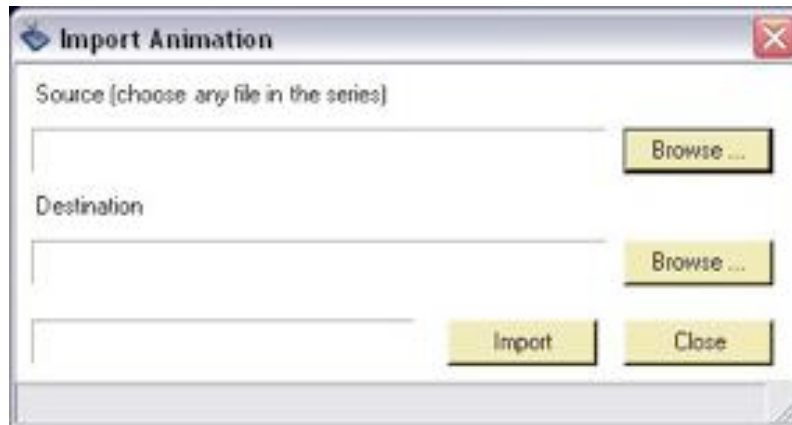 Import Animation
Source (choose any file in the series)
Browse ...
Destination
Browse ...
Import Close